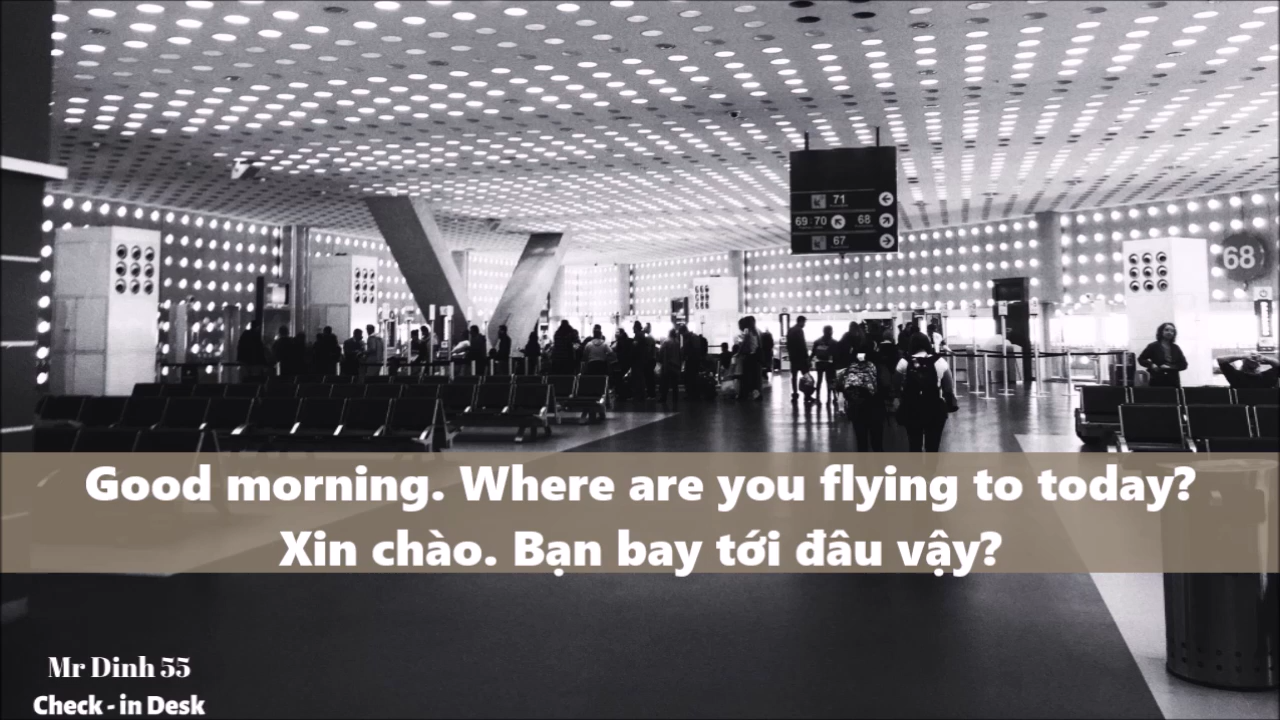 71
69 70 68
67
68
Good morning. Where are you flying to today?
Xin chào. Bạn bay tới đâu vậy?
Mr Dinh 55
Check - in Desk